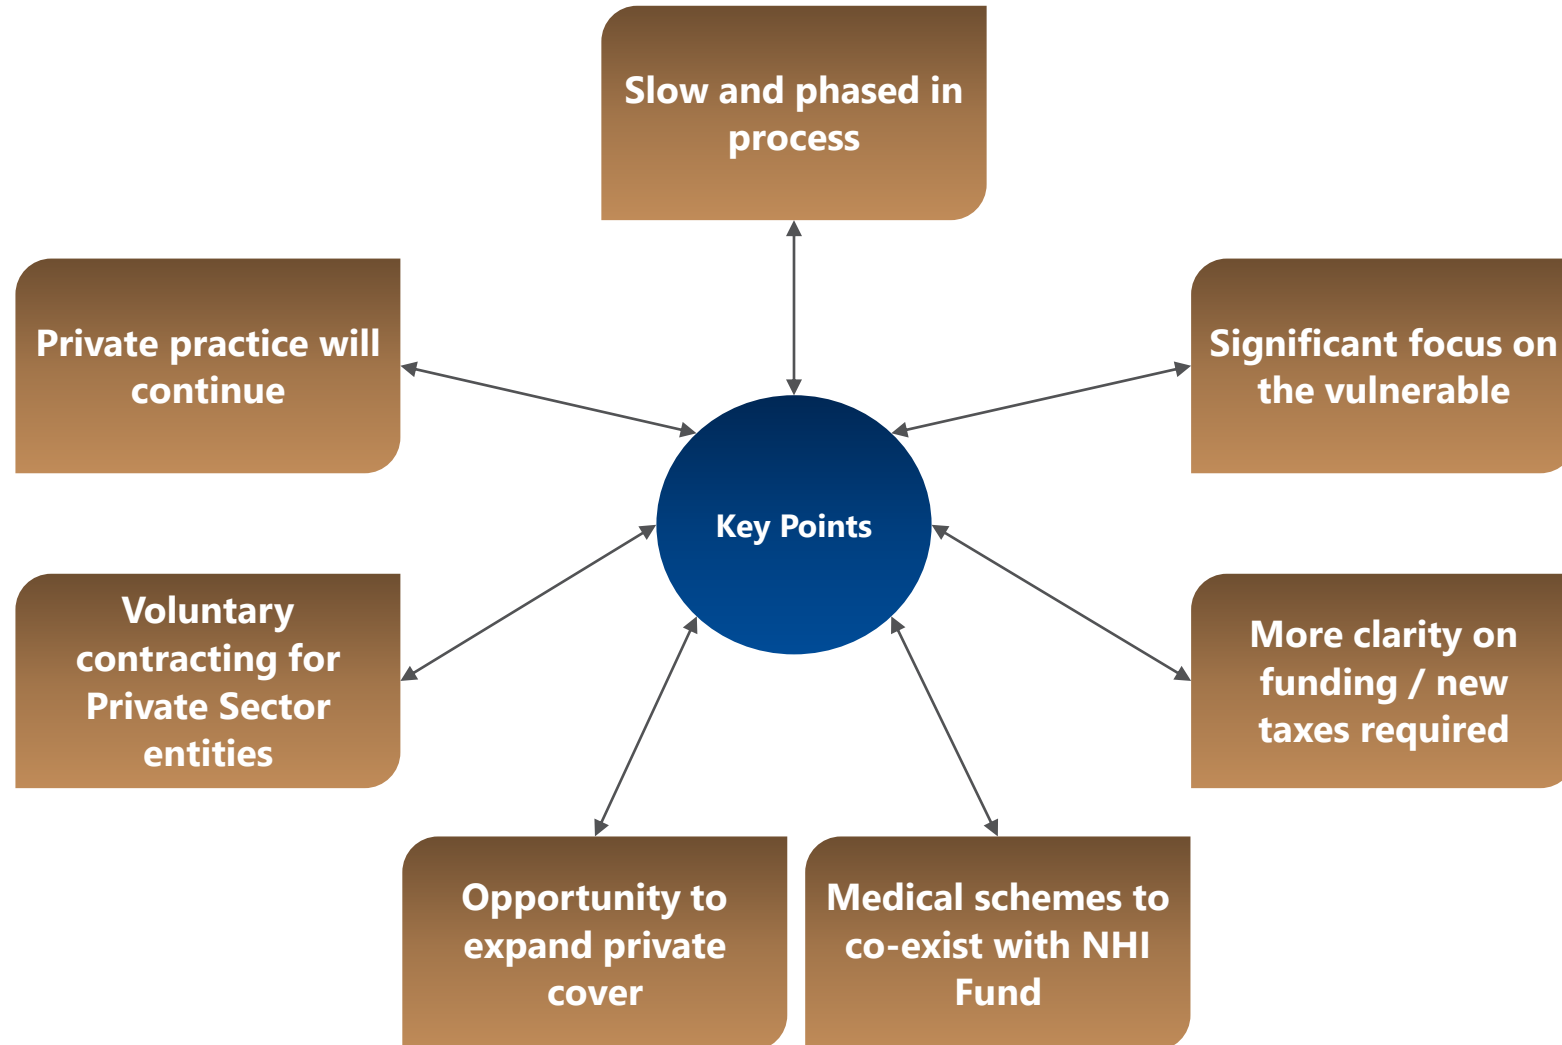 Slow and phased in
process
Private practice will
continue
Significant focus on
the vulnerable
Key Points
Voluntary
contracting for
Private Sector
entities
More clarity on
funding / new
taxes required
Opportunity to
expand private
cover
Medical schemes to
co-exist with NHI
Fund